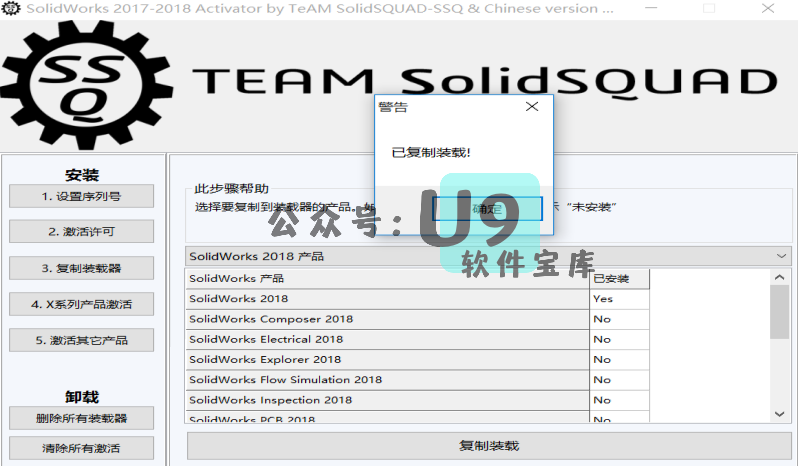 SolidWorks 2017-2018 Activator by TeAM SolidSQUAD-SSQ & Chinese version ...
SSQ
TEAM SolidSQUAD
警告
已复制装载!
确定
安装
1. 设置序列号
2. 激活许可
3. 复制装载器
4. X系列产品激活
5. 激活其它产品
卸载
删除所有装载器
清除所有激活
此步骤帮助
选择要复制到装载器的产品。如
示“未安装”
公众号:U9
软件宝库
SolidWorks 2018 产品
SolidWorks 产品 已安装
SolidWorks 2018 Yes
SolidWorks Composer 2018 No
SolidWorks Electrical 2018 No
SolidWorks Explorer 2018 No
SolidWorks Flow Simulation 2018 No
SolidWorks Inspection 2018 No
SolidWorks PCB 2018 No
复制装载